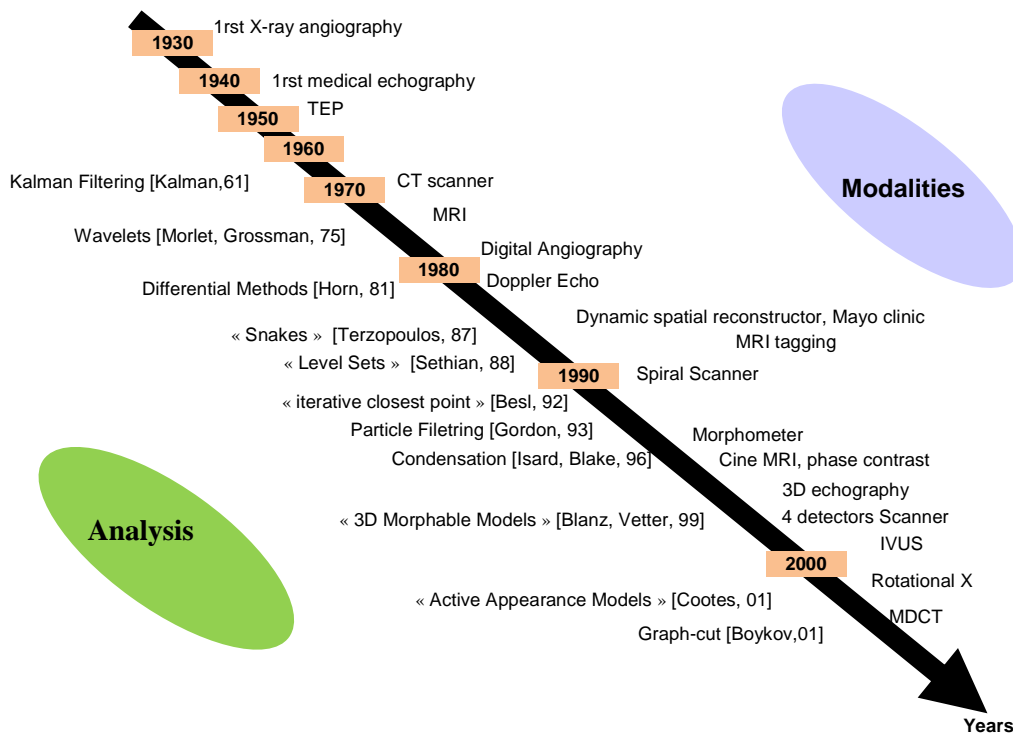 1rst X-ray angiography
1930
1940
1rst medical echography
1950
TEP
1960
Kalman Filtering [Kalman,61]
1970
CT scanner
MRI
Modalities
Wavelets [Morlet, Grossman, 75]
Digital Angiography
1980
Doppler Echo
Differential Methods [Horn, 81]
Dynamic spatial reconstructor, Mayo clinic
MRI tagging
« Snakes » [Terzopoulos, 87]
« Level Sets » [Sethian, 88]
1990
Spiral Scanner
« iterative closest point » [Besl, 92]
Particle Filetring [Gordon, 93]
Morphometer
Condensation [Isard, Blake, 96]
Cine MRI, phase contrast
3D echography
« 3D Morphable Models » [Blanz, Vetter, 99]
4 detectors Scanner
Analysis
IVUS
2000
Rotational X
« Active Appearance Models » [Cootes, 01]
MDCT
Graph-cut [Boykov,01]
Years